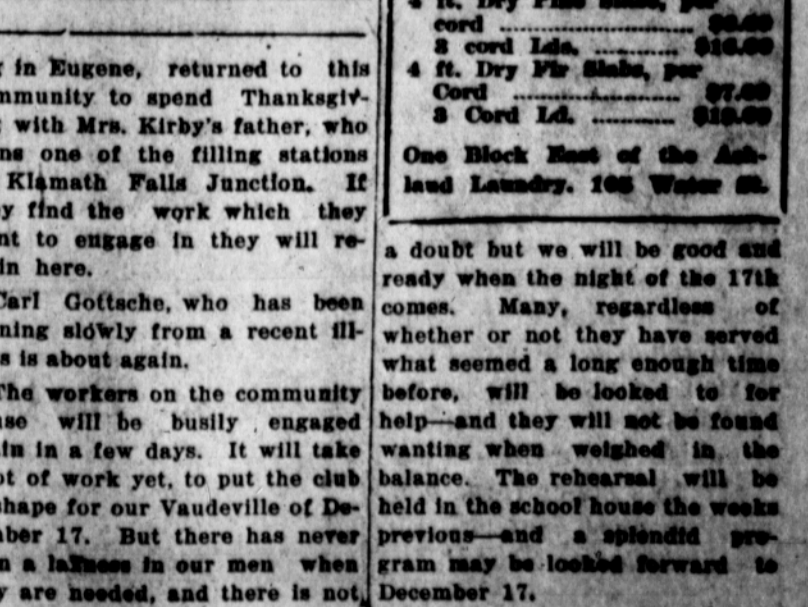 in Eugene, returned to this
mmunity to spend Thanksgiv-
with Mrs. Kirby's father, who
ns one of the filling stations
Klamath Falls Junction. If
y find the work which they
nt to engage in they will re-
in here.
Carl Gottsche, who has been
ning slowly from a recent ill-
s is about again.
The workers on the community
use will be busily engaged
in in a few days. It will take
ot of work yet, to put the club
shape for our Vaudeville of De-
ber 17. But there has never
n a laxness in our men when
y are needed, and there is not
4 ft. Dry Pine Slabs, per
cord
3 cord Lds.
4 ft. Dry Fir Slabs, per
Cord
3 Cord Ld.
One Block East of the Ash-
land Laundry. Water St.
a doubt but we will be good and
ready when the night of the 17th
comes. Many, regardless of
whether or not they have served
what seemed a long enough time
before, will be looked to for
help—and they will not be found
wanting when weighed in the
balance. The rehearsal will be
held in the school house the weeks
previous—and a splendid pro-
gram may be looked forward to
December 17.